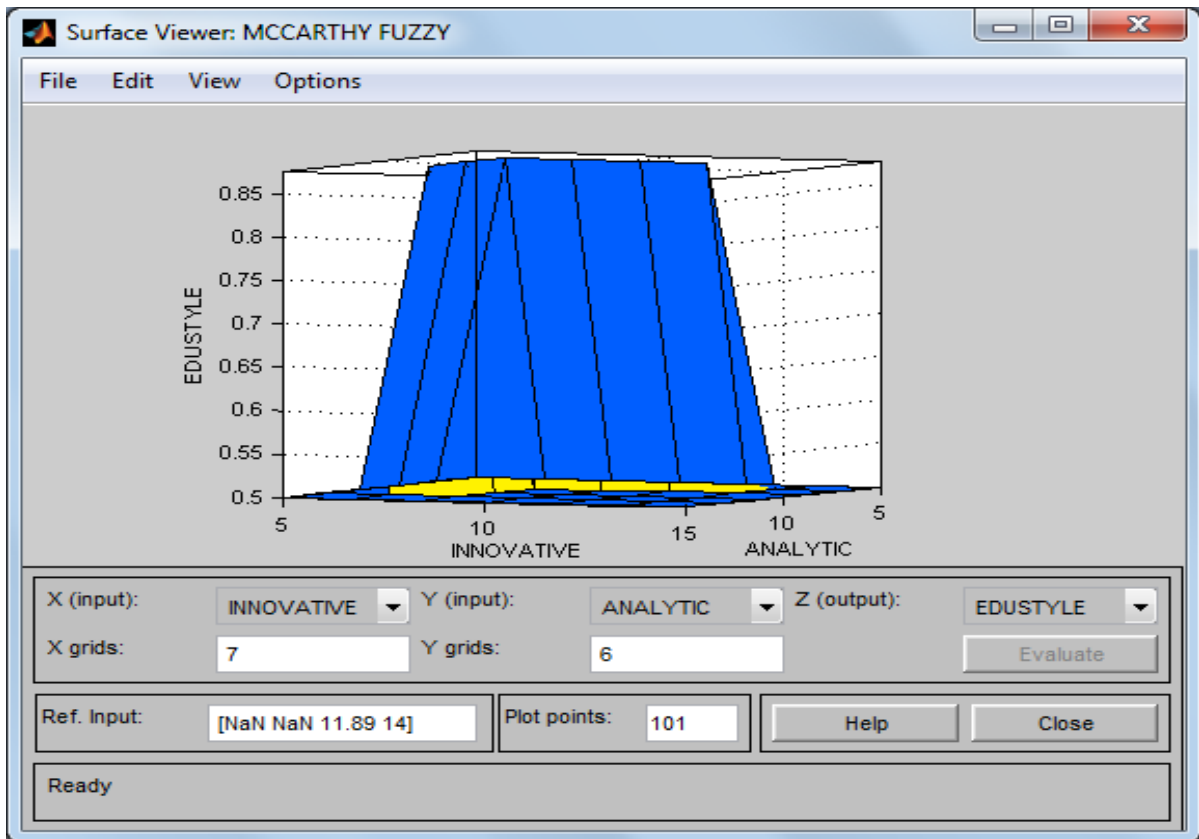 Surface Viewer: MCCARTHY FUZZY
File Edit View Options
0.85
0.8
0.75
0.7
0.65
0.6
0.55
0.5
EDUSTYLE
5 10 15 10 5
INNOVATIVE ANALYTIC
X (input): INNOVATIVE Y (input): ANALYTIC Z (output): EDUSTYLE
X grids: 7 Y grids: 6 Evaluate
Ref. Input: [NaN NaN 11.89 14] Plot points: 101 Help Close
Ready